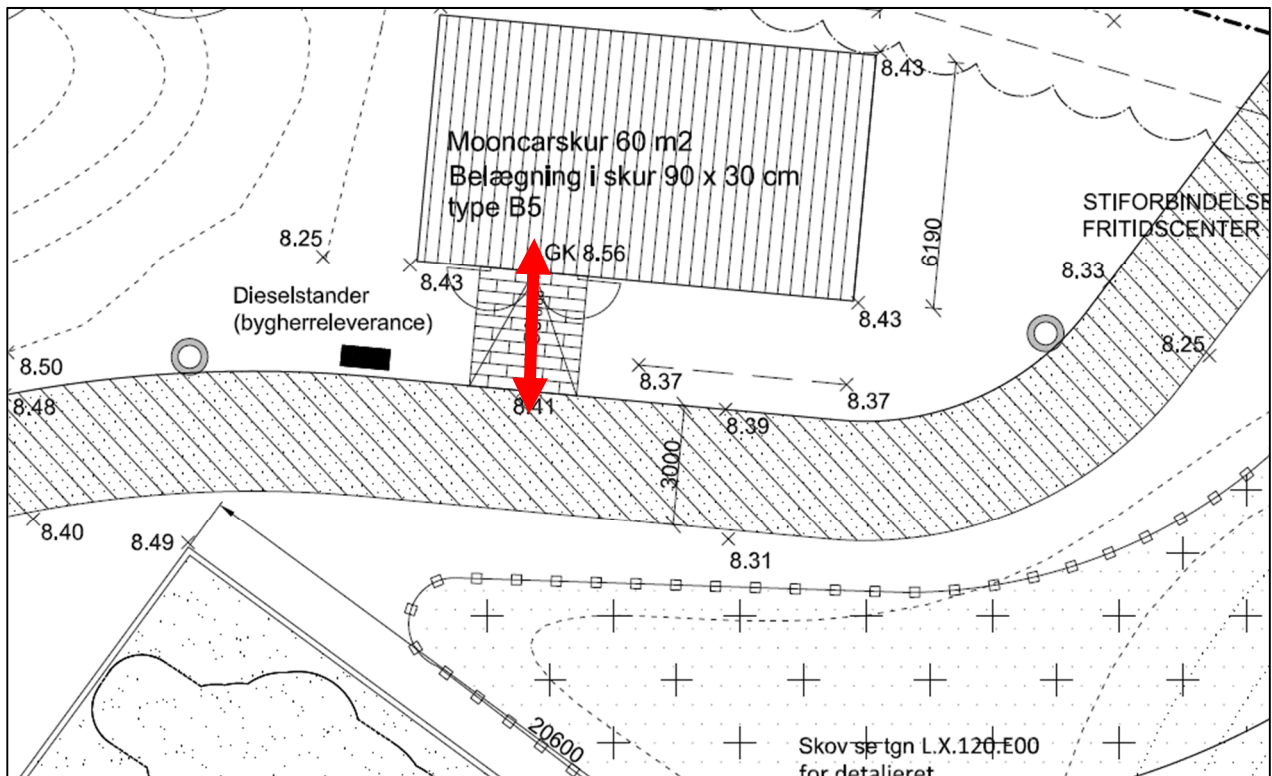 8.43
Mooncarskur 60 m2
Belægning i skur 90 x 30 cm
type B5
STIFORBINDELSE
FRITIDSCENTER
6190
8.25
GK 8.56
8.43
8.33
Dieselstander
(bygherreleverance)
8.43
8.25
8.50
8.37
8.37
8.48
8.41
8.39
3000
8.40
8.49
8.31
20600
Skov se tgn L.X.120.E00
for detaljeret